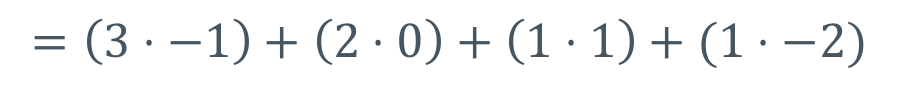 = (3 · −1) + (2 · 0) + (1 · 1) + (1 · −2)